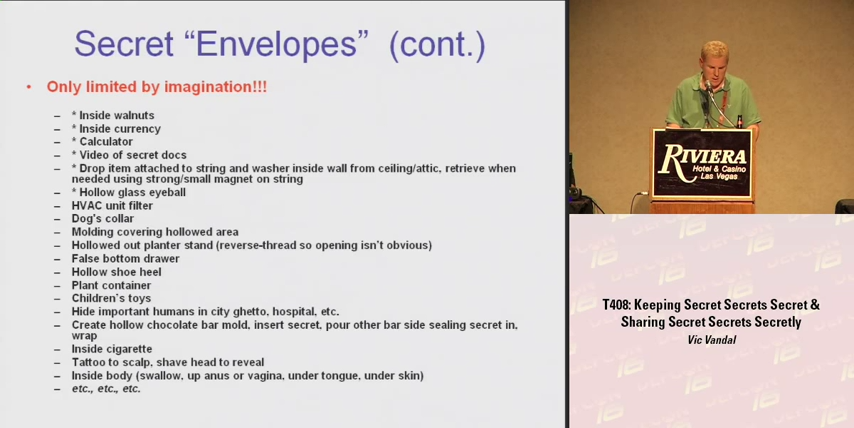 Secret “Envelopes” (cont.)
• Only limited by imagination!!!
– * Inside walnuts
– * Inside currency
– * Calculator
– * Video of secret docs
– * Drop item attached to string and washer inside wall from ceiling/attic, retrieve when
needed using strong/small magnet on string
– * Hollow glass eyeball
– HVAC unit filter
– Dog's collar
– Molding covering hollowed area
– Hollowed out planter stand (reverse-thread so opening isn't obvious)
– False bottom drawer
– Hollow shoe heel
– Plant container
– Children's toys
– Hide important humans in city ghetto, hospital, etc.
– Create hollow chocolate bar mold, insert secret, pour other bar side sealing secret in,
wrap
– Inside cigarette
– Tattoo to scalp, shave head to reveal
– Inside body (swallow, up anus or vagina, under tongue, under skin)
– etc., etc., etc.
RIVIERA
Hotel & Casino
Las Vegas
T408: Keeping Secret Secrets Secret &
Sharing Secret Secrets Secretly
Vic Vandal